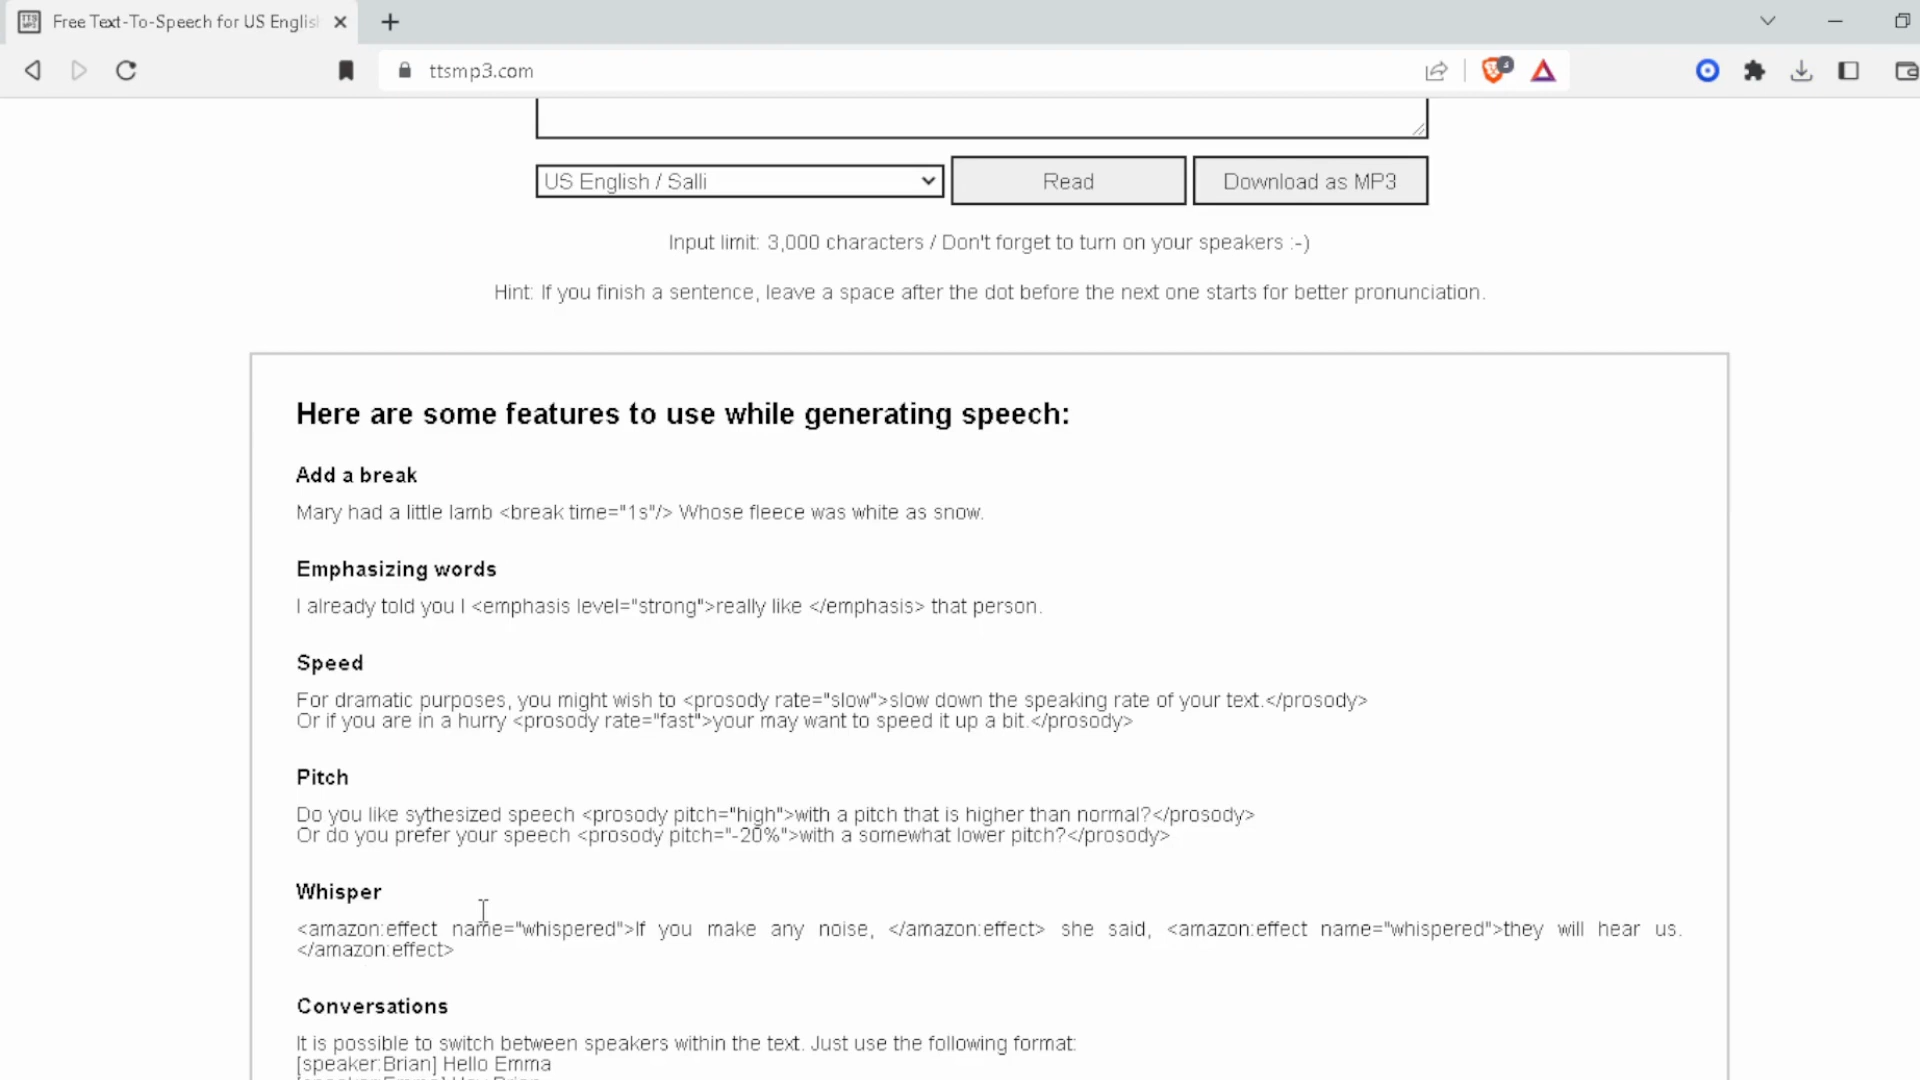 Free Text-To-Speech for US Englis
ttsmp3.com
US English / Salli
Read
Download as MP3
Input limit: 3,000 characters / Don't forget to turn on your speakers :-)
Hint: If you finish a sentence, leave a space after the dot before the next one starts for better pronunciation.
Here are some features to use while generating speech:
Add a break
Mary had a little lamb <break time="1s"/> Whose fleece was white as snow.
Emphasizing words
I already told you I <emphasis level="strong">really like </emphasis> that person.
Speed
For dramatic purposes, you might wish to <prosody rate="slow">slow down the speaking rate of your text.</prosody>
Or if you are in a hurry <prosody rate="fast">your may want to speed it up a bit.</prosody>
Pitch
Do you like sythesized speech <prosody pitch="high">with a pitch that is higher than normal?</prosody>
Or do you prefer your speech <prosody pitch="-20%">with a somewhat lower pitch?</prosody>
Whisper
<amazon:effect name="whispered">If you make any noise, </amazon:effect> she said, <amazon:effect name="whispered">they will hear us.
</amazon:effect>
Conversations
It is possible to switch between speakers within the text. Just use the following format:
[speaker:Brian] Hello Emma